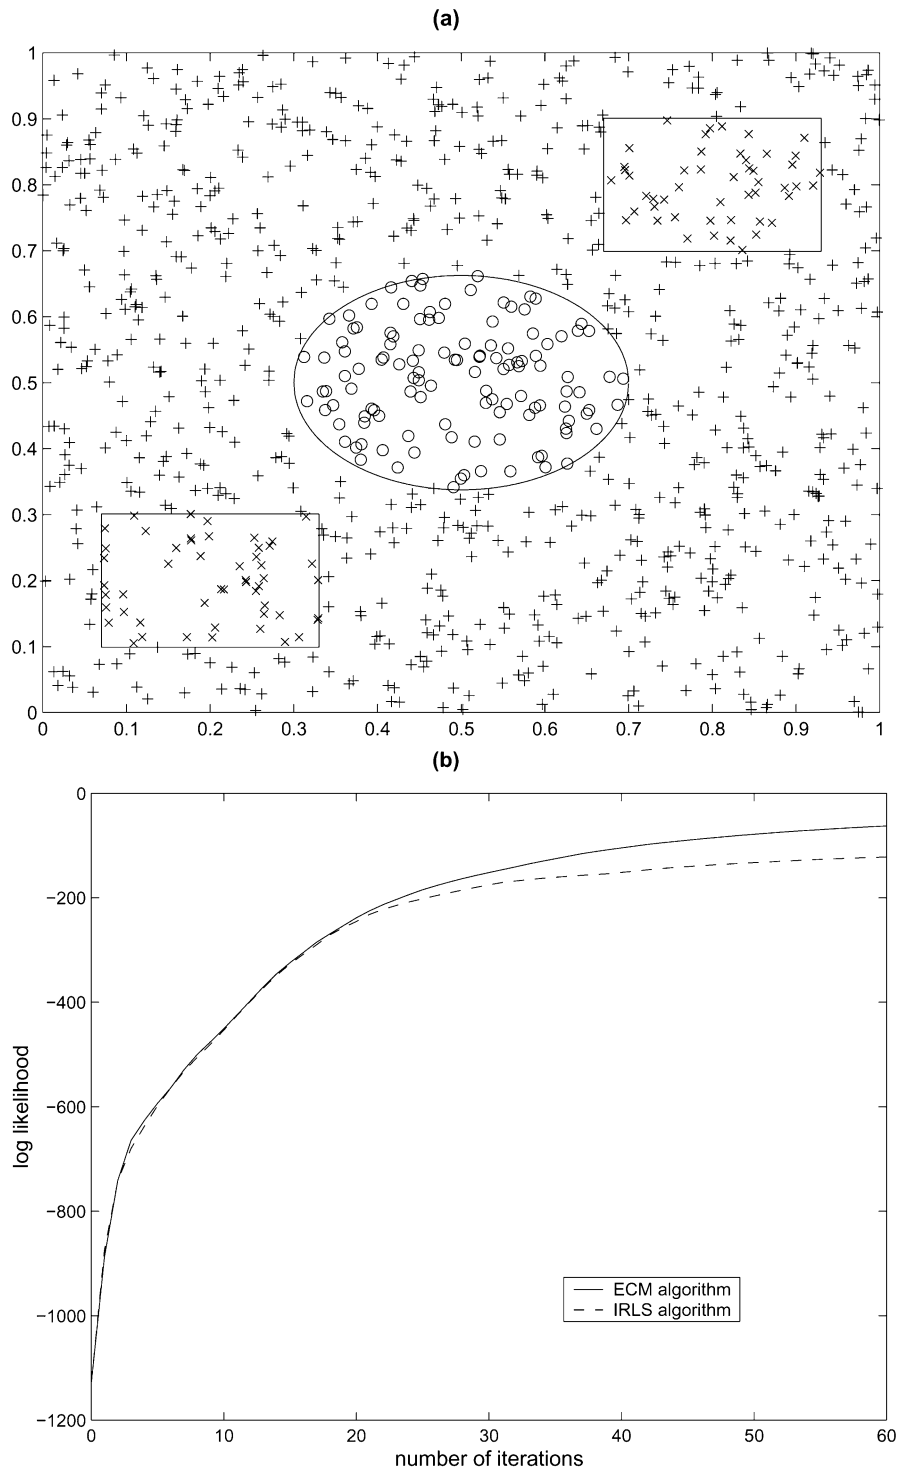 (a)
1
0.9
0.8
0.7
0.6
0.5
0.4
0.3
0.2
0.1
0
0 0.1 0.2 0.3 0.4 0.5 0.6 0.7 0.8 0.9 1
(b)
0
−200
−400
−600
−800
−1000
−1200
log likelihood
ECM algorithm
IRLS algorithm
0 10 20 30 40 50 60
number of iterations